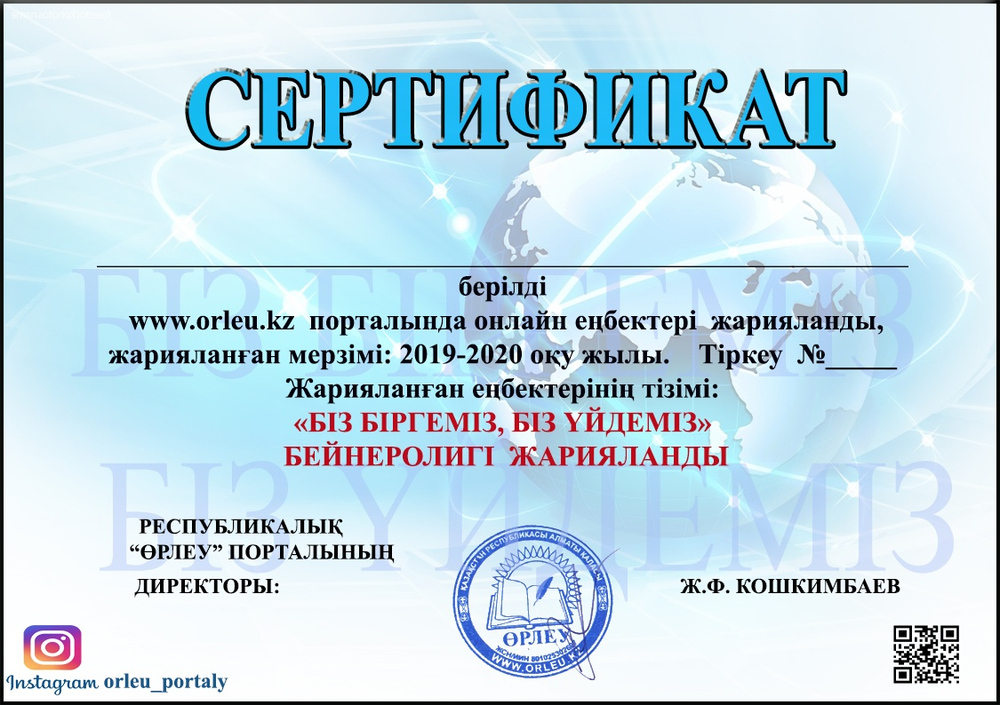 СЕРТИФИКАТ
берілді
www.orleu.kz порталында онлайн еңбектері жарияланды,
жарияланған мерзімі: 2019-2020 оқу жылы. Тіркеу №_____
Жарияланған еңбектерінің тізімі:
«БІЗ БІРГЕМІЗ, БІЗ ҮЙДЕМІЗ»
БЕЙНЕРОЛИГІ ЖАРИЯЛАНДЫ
БІЗ БІРГЕМІЗ
БІЗ ҮЙДЕМІЗ
РЕСПУБЛИКАЛЫҚ
“ӨРЛЕУ” ПОРТАЛЫНЫҢ
ДИРЕКТОРЫ:
Ж.Ф. КОШКИМБАЕВ
ҚАЗАҚСТАН РЕСПУБЛИКАСЫ АЛМАТЫ ҚАЛАСЫ
ӨРЛЕУ
ЖСН/ИИН
WWW.ORLEU.KZ
Instagram orleu_portaly